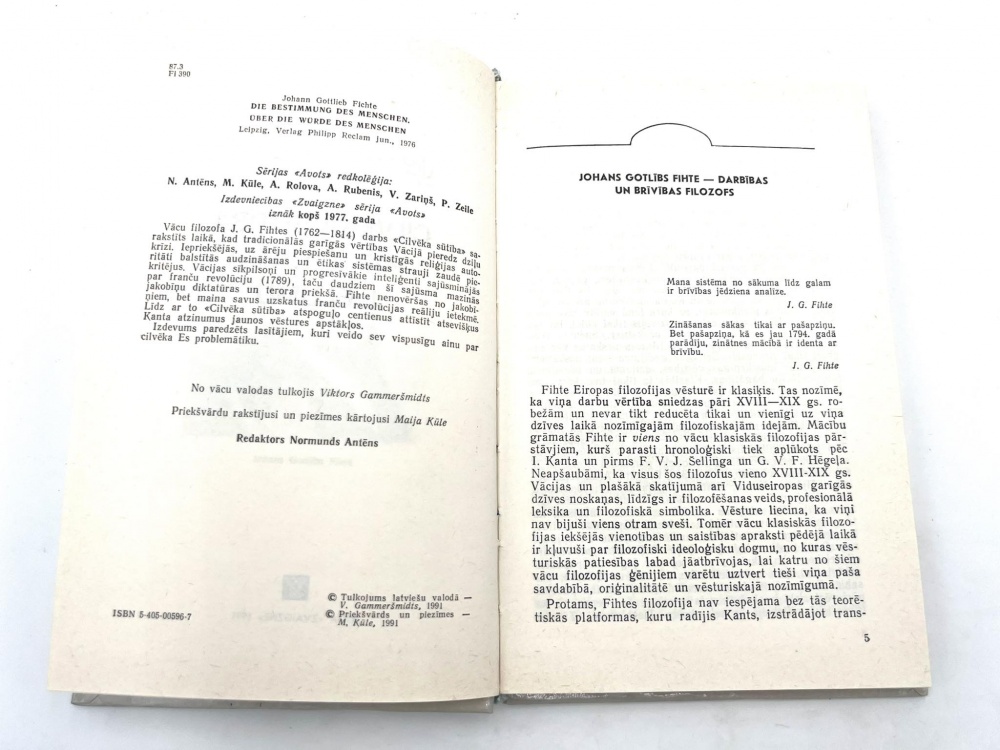 87.3
Fi 390
Johann Gottlieb Fichte
DIE BESTIMMUNG DES MENSCHEN.
ÜBER DIE WÜRDE DES MENSCHEN
Leipzig, Verlag Philipp Reclam jun., 1976
Sērijas «Avots» redkolēģija:
N. Antēns, M. Kūle, A. Rolova, A. Rubenis, V. Zariņš, P. Zeile
Izdevniecības «Zvaigzne» sērija «Avots»
iznāk kopš 1977. gada
Vācu filozofa J. G. Fihtes (1762—1814) darbs «Cilvēka sūtība» sa-
rakstīts laikā, kad tradicionālās garīgās vērtības Vācijā pieredz dziļu
krīzi. Iepriekšējās, uz ārēju piespiešanu un kristīgās reliģijas auto-
ritāti balstītās audzināšanas un ētikas sistēmas strauji zaudē pie-
kritējus. Vācijas sīkpilsoņi un progresīvākie inteliģenti sajūsminājās
par franču revolūciju (1789), taču daudziem šī sajūsma mazinās
jakobiņu diktatūras un terora priekšā. Fihte nenovēršas no jakobi-
ņiem, bet maina savus uzskatus franču revolūcijas reāliju ietekmē.
Līdz ar to «Cilvēka sūtība» atspoguļo centienus attīstīt atsevišķus
Kanta atzinumus jaunos vēstures apstākļos.
Izdevums paredzēts lasītājiem, kuri veido sev vispusīgu ainu par
cilvēka Es problemātiku.
No vācu valodas tulkojis Viktors Gammeršmidts
Priekšvārdu rakstījusi un piezīmes kārtojusi Maija Kūle
Redaktors Normunds Antēns
© Tulkojums latviešu valodā —
V. Gammeršmidts, 1991
© Priekšvārds un piezīmes —
M. Kūle, 1991
ISBN 5-405-00596-7
JOHANS GOTLĪBS FIHTE — DARBĪBAS
UN BRĪVĪBAS FILOZOFS
Mana sistēma no sākuma līdz galam
ir brīvības jēdziena analīze.
J. G. Fihte
Zināšanas sākas tikai ar pašapziņu.
Bet pašapziņa, kā es jau 1794. gadā
parādīju, zinātnes mācībā ir identa ar
brīvību.
J. G. Fihte
Fihte Eiropas filozofijas vēsturē ir klasiķis. Tas nozīmē,
ka viņa darbu vērtība sniedzas pāri XVIII—XIX gs. ro-
bežām un nevar tikt reducēta tikai un vienīgi uz viņa
dzīves laikā nozīmīgajām filozofiskajām idejām. Mācību
grāmatās Fihte ir viens no vācu klasiskās filozofijas pār-
stāvjiem, kurš parasti hronoloģiski tiek aplūkots pēc
I. Kanta un pirms F. V. J. Šellinga un G. V. F. Hēgeļa.
Neapšaubāmi, ka visus šos filozofus vieno XVIII-XIX gs.
Vācijas un plašākā skatījumā arī Viduseiropas garīgās
dzīves noskaņas, līdzīgs ir filozofēšanas veids, profesionālā
leksika un filozofiskā simbolika. Vēsture liecina, ka viņi
nav bijuši viens otram sveši. Tomēr vācu klasiskās filozo-
fijas iekšējās vienotības un saistības apraksti pēdējā laikā
ir kļuvuši par filozofiski ideoloģisku dogmu, no kuras vēs-
turiskās patiesības labad jāatbrīvojas, lai katru no šiem
vācu filozofijas ģēnijiem varētu uztvert tieši viņa paša
savdabībā, oriģinalitātē un vēsturiskajā nozīmīgumā.
Protams, Fihtes filozofija nav iespējama bez tās teorē-
tiskās platformas, kuru radījis Kants, izstrādājot trans-
5